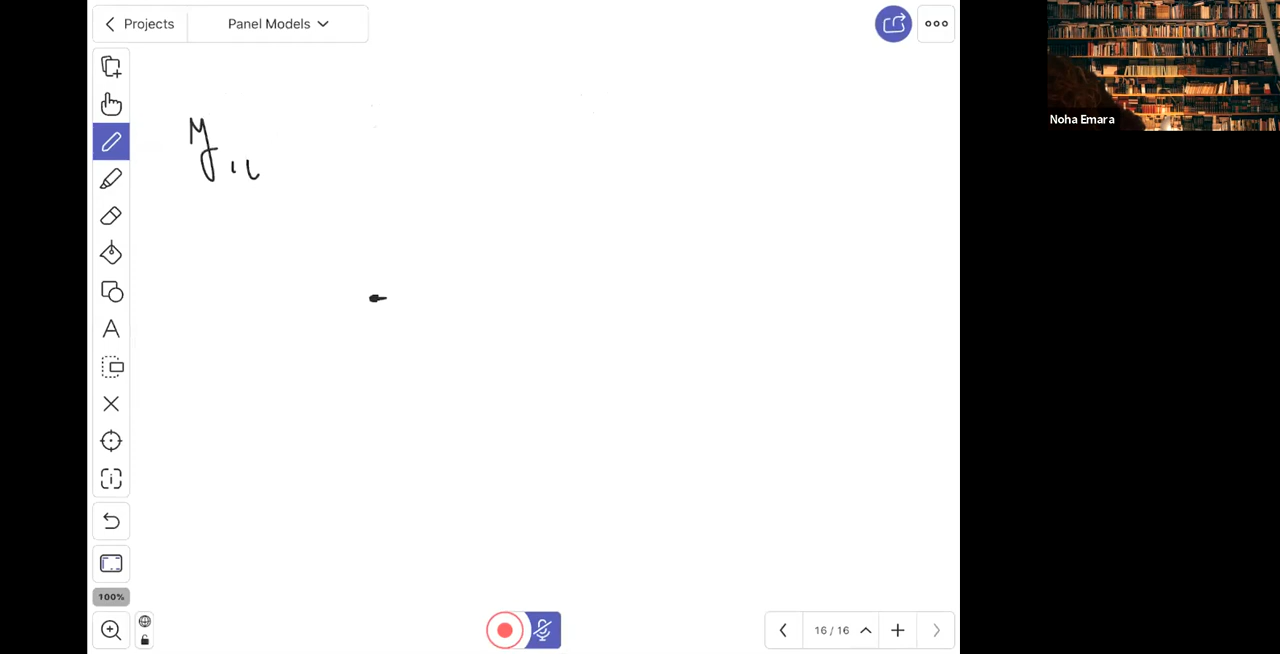 Projects
Panel Models
Noha Emara
y
100%
16 / 16